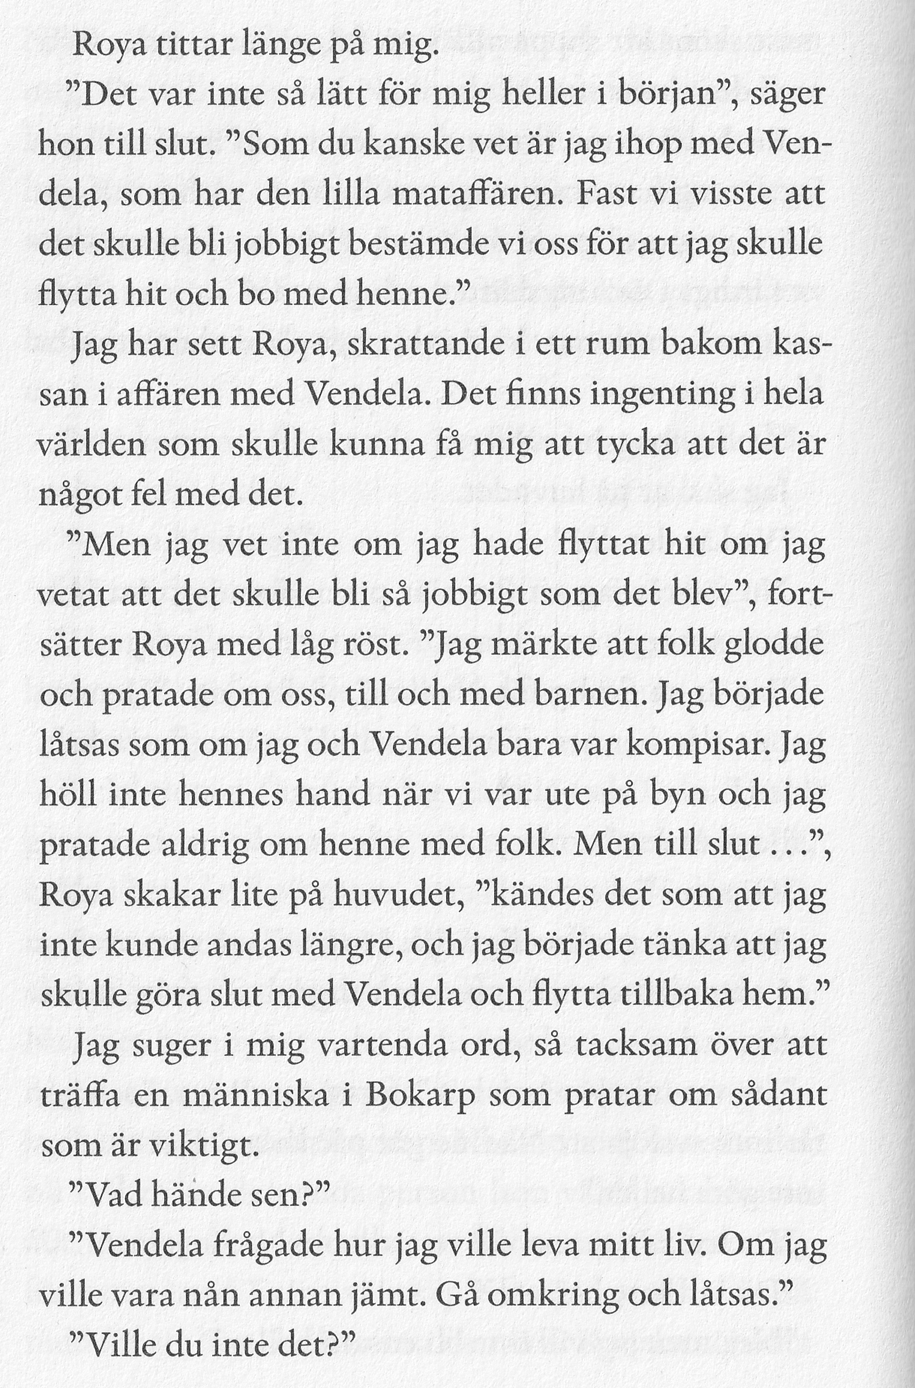 Roya tittar länge på mig.
”Det var inte så lätt för mig heller i början”, säger
hon till slut. ”Som du kanske vet är jag ihop med Ven-
dela, som har den lilla mataffären. Fast vi visste att
det skulle bli jobbigt bestämde vi oss för att jag skulle
flytta hit och bo med henne.”
Jag har sett Roya, skrattande i ett rum bakom kas-
san i affären med Vendela. Det finns ingenting i hela
världen som skulle kunna få mig att tycka att det är
något fel med det.
”Men jag vet inte om jag hade flyttat hit om jag
vetat att det skulle bli så jobbigt som det blev”, fort-
sätter Roya med låg röst. ”Jag märkte att folk glodde
och pratade om oss, till och med barnen. Jag började
låtsas som om jag och Vendela bara var kompisar. Jag
höll inte hennes hand när vi var ute på byn och jag
pratade aldrig om henne med folk. Men till slut …”,
Roya skakar lite på huvudet, ”kändes det som att jag
inte kunde andas längre, och jag började tänka att jag
skulle göra slut med Vendela och flytta tillbaka hem.”
Jag suger i mig vartenda ord, så tacksam över att
träffa en människa i Bokarp som pratar om sådant
som är viktigt.
”Vad hände sen?”
”Vendela frågade hur jag ville leva mitt liv. Om jag
ville vara nån annan jämt. Gå omkring och låtsas.”
”Ville du inte det?”